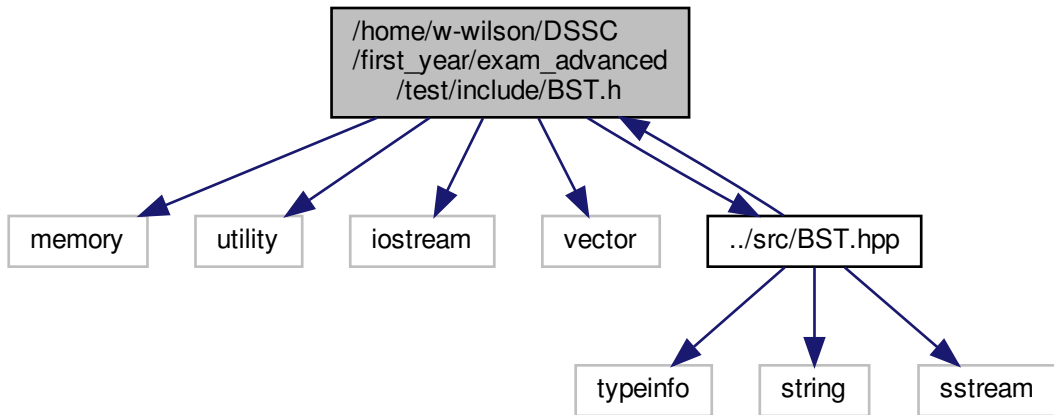 /home/w-wilson/DSSC
/first_year/exam_advanced
/test/include/BST.h
memory
utility
iostream
vector
../src/BST.hpp
typeinfo
string
sstream